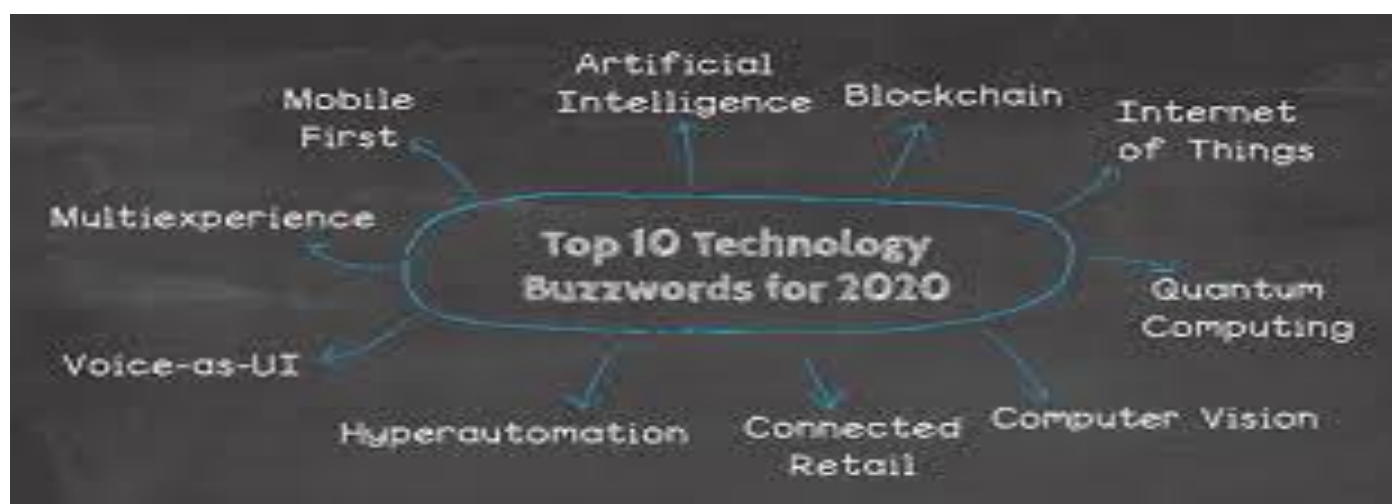 Artificial
Intelligence
Blockchain
Mobile
First
Internet
of Things
Multiexperience
Top 10 Technology
Buzzwords for 2020
Quantum
Computing
Voice-as-UI
Hyperautomation
Connected
Retail
Computer Vision